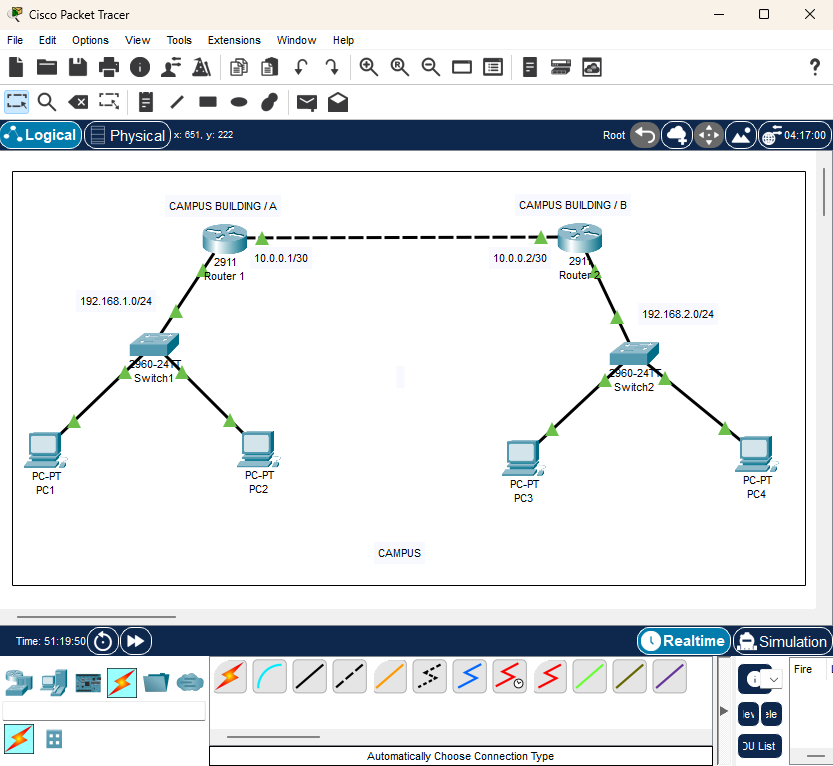 Cisco Packet Tracer
File Edit Options View Tools Extensions Window Help
Logical Physical x: 651, y: 222 Root 04:17:00
CAMPUS BUILDING / A
CAMPUS BUILDING / B
10.0.0.1/30
10.0.0.2/30
2911
Router 1
2911
Router 2
192.168.1.0/24
192.168.2.0/24
2960-24TT
Switch1
2960-24TT
Switch2
PC-PT
PC1
PC-PT
PC2
PC-PT
PC3
PC-PT
PC4
CAMPUS
Time: 51:19:50 Realtime Simulation
Fire
DU List
Automatically Choose Connection Type